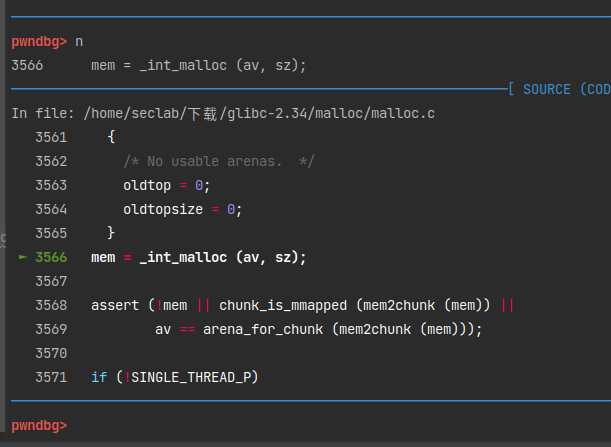 pwndbg> n
3566      mem = _int_malloc (av, sz);
[ SOURCE (COD
In file: /home/seclab/下载/glibc-2.34/malloc/malloc.c
   3561     {
   3562       /* No usable arenas.  */
   3563       oldtop = 0;
   3564       oldtopsize = 0;
   3565     }
 ► 3566   mem = _int_malloc (av, sz);
   3567
   3568   assert (!mem || chunk_is_mmapped (mem2chunk (mem)) ||
   3569           av == arena_for_chunk (mem2chunk (mem)));
   3570
   3571   if (!SINGLE_THREAD_P)
pwndbg>